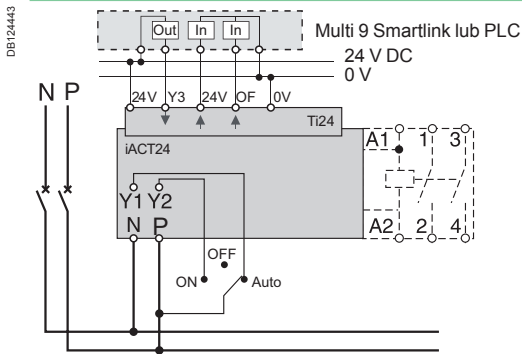 DB124443
Out In In Multi 9 Smartlink lub PLC
24 V DC
0 V
N P
24V Y3 24V OF 0V
Ti24
iACT24
A1 1 3
Y1 Y2
N P
A2 2 4
OFF
ON Auto